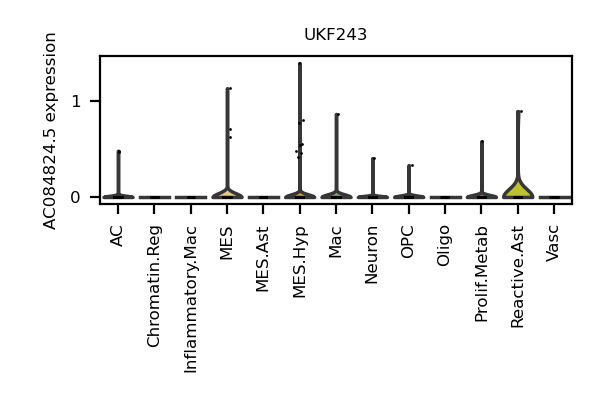 UKF243
AC084824.5 expression
1
0
AC
Chromatin.Reg
Inflammatory.Mac
MES
MES.Ast
MES.Hyp
Mac
Neuron
OPC
Oligo
Prolif.Metab
Reactive.Ast
Vasc